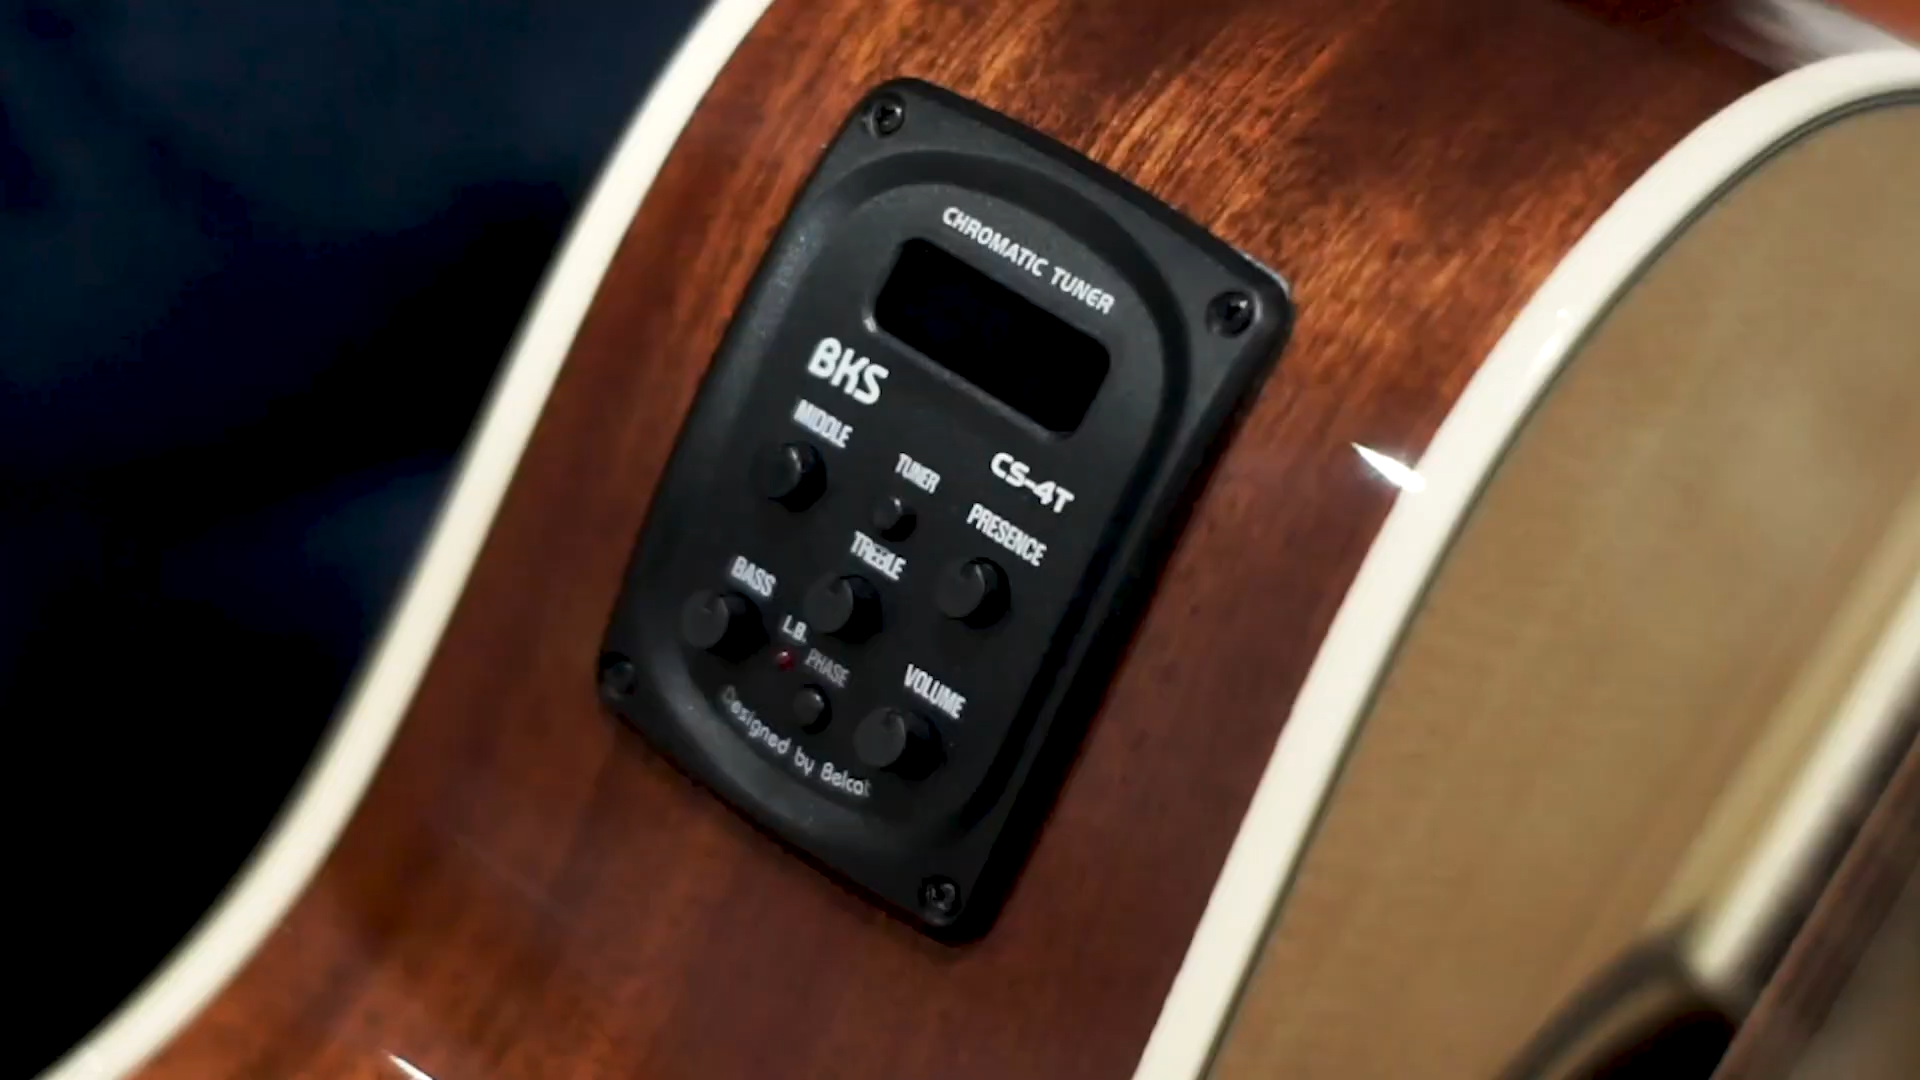 CHROMATIC TUNER
BKS
MIDDLE
TUNER
CS-4T
PRESENCE
TREBLE
BASS
L.B.
PHASE
VOLUME
Designed by Belcat